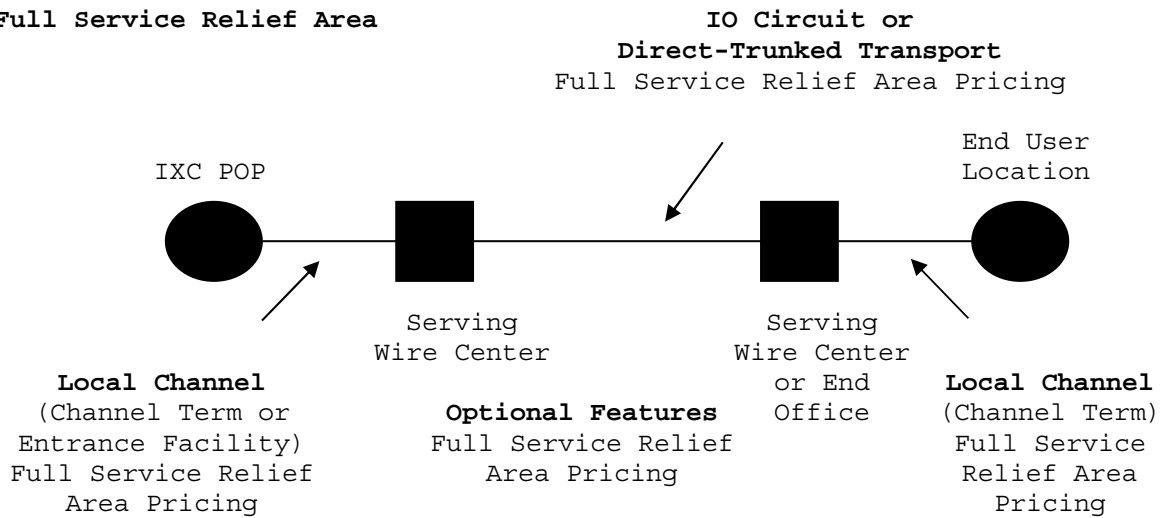 Full Service Relief Area
IO Circuit or
Direct-Trunked Transport
Full Service Relief Area Pricing
IXC POP
End User
Location
Serving
Wire Center
Serving
Wire Center
or End
Office
Local Channel
(Channel Term or
Entrance Facility)
Full Service Relief
Area Pricing
Optional Features
Full Service Relief
Area Pricing
Local Channel
(Channel Term)
Full Service
Relief Area
Pricing